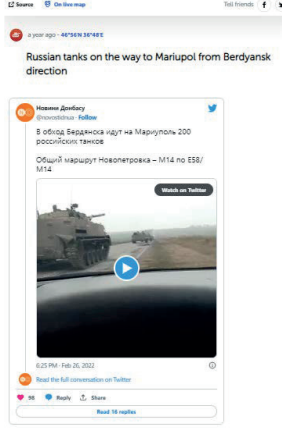 Source On live map Tell friends
a year ago - 46°56'N 36°48'E
Russian tanks on the way to Mariupol from Berdyansk
direction
Новини Донбасу
@novostidnua · Follow
В обход Бердянска идут на Мариуполь 200
российских танков
Общий маршрут Новопетровка – М14 по Е58/
М14
Watch on Twitter
6:25 PM · Feb 26, 2022
Read the full conversation on Twitter
96 Reply Share
Read 18 replies